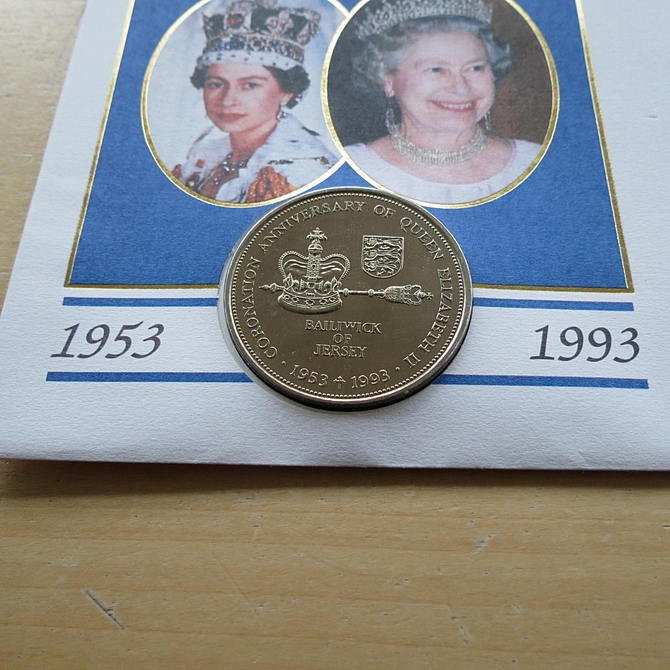 CORONATION ANNIVERSARY OF QUEEN ELIZABETH II
BAILIWICK
OF
JERSEY
· 1953 † 1993 ·
1953
1993